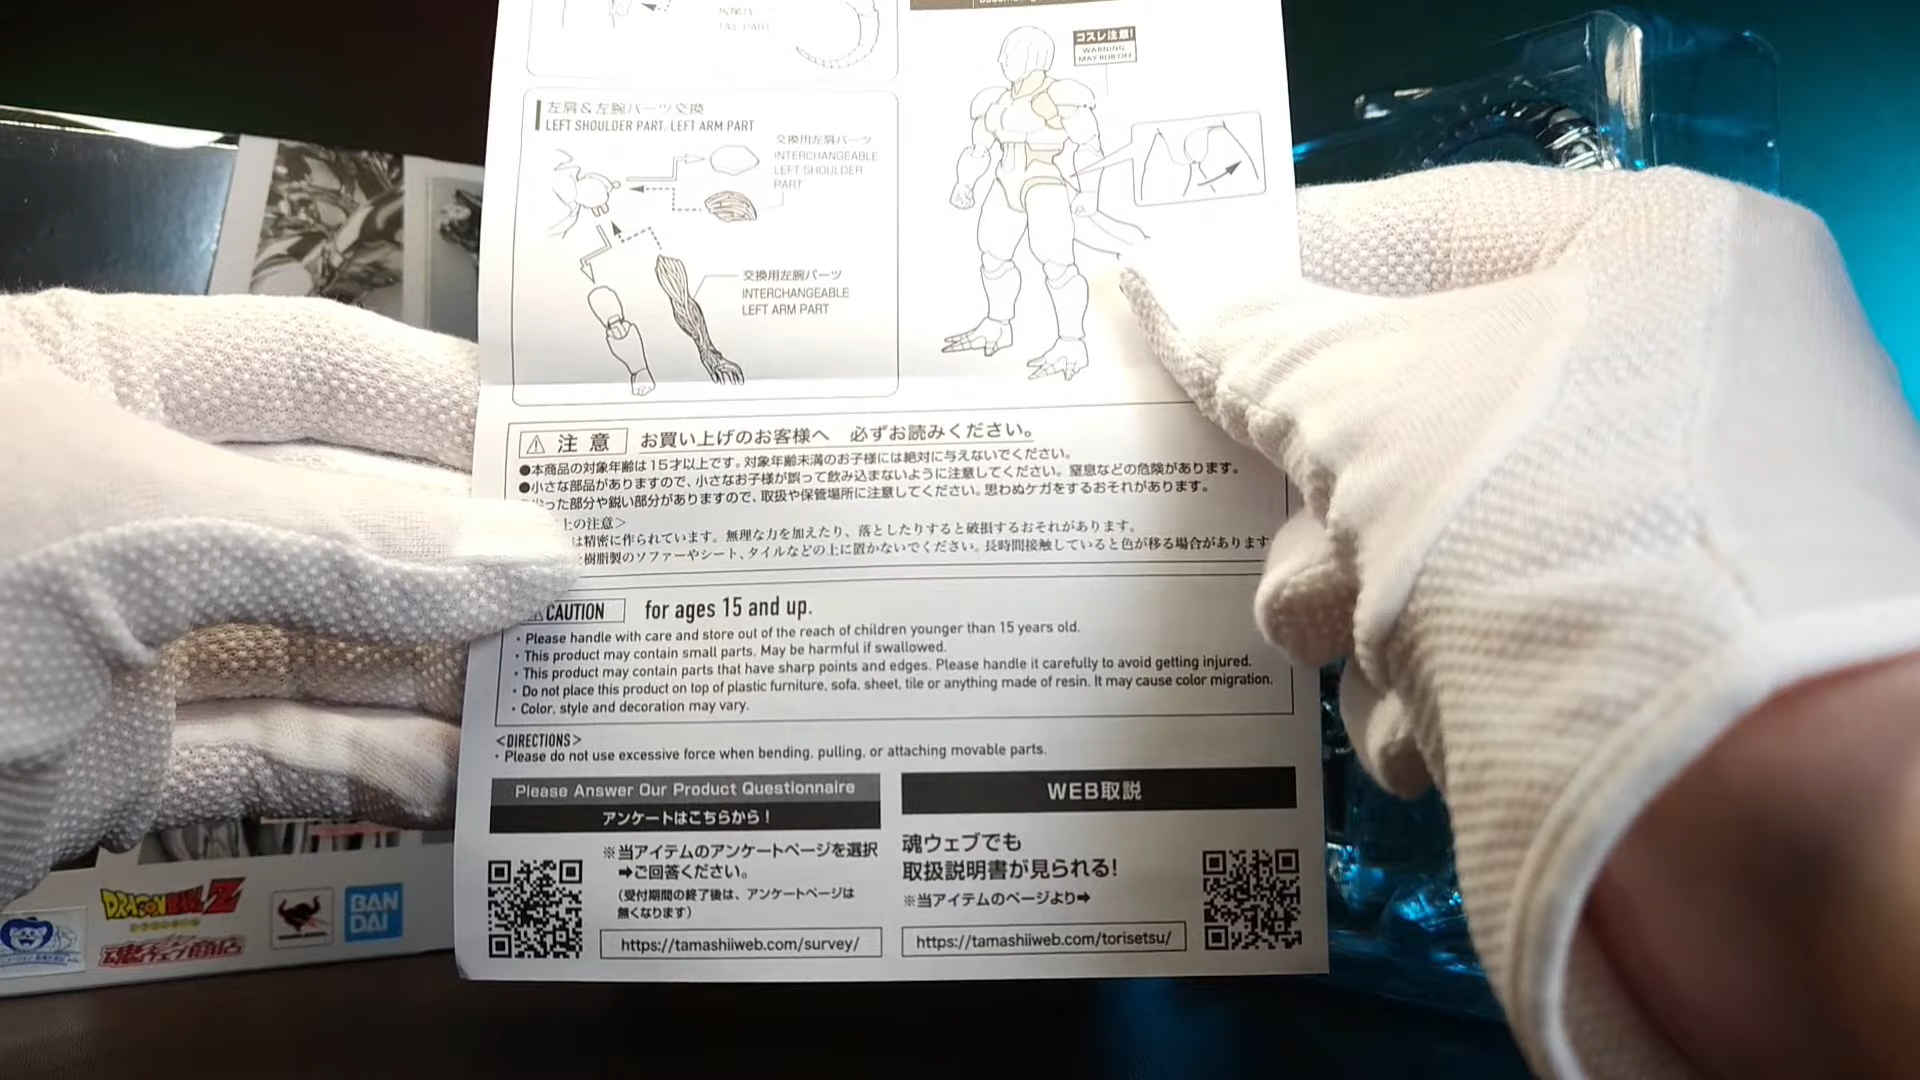 TAIL PART
左肩&左腕パーツ交換
LEFT SHOULDER PART, LEFT ARM PART
交換用左肩パーツ
INTERCHANGEABLE
LEFT SHOULDER
PART
交換用左腕パーツ
INTERCHANGEABLE
LEFT ARM PART
コスレ注意!
WARNING
MAY RUB OFF
注意 お買い上げのお客様へ 必ずお読みください。
●本商品の対象年齢は15才以上です。対象年齢未満のお子様には絶対に与えないでください。
●小さな部品がありますので、小さなお子様が誤って飲み込まないように注意してください。窒息などの危険があります。
った部分や鋭い部分がありますので、取扱や保管場所に注意してください。思わぬケガをするおそれがあります。
上の注意＞
は精密に作られています。無理な力を加えたり、落としたりすると破損するおそれがあります。
樹脂製のソファーやシート、タイルなどの上に置かないでください。長時間接触していると色が移る場合があります
CAUTION for ages 15 and up.
・Please handle with care and store out of the reach of children younger than 15 years old.
・This product may contain small parts. May be harmful if swallowed.
・This product may contain parts that have sharp points and edges. Please handle it carefully to avoid getting injured.
・Do not place this product on top of plastic furniture, sofa, sheet, tile or anything made of resin. It may cause color migration.
・Color, style and decoration may vary.
<DIRECTIONS>
・Please do not use excessive force when bending, pulling, or attaching movable parts.
Please Answer Our Product Questionnaire
アンケートはこちらから！
※当アイテムのアンケートページを選択
➡ご回答ください。
(受付期間の終了後は、アンケートページは
無くなります)
https://tamashiiweb.com/survey/
WEB取説
魂ウェブでも
取扱説明書が見られる!
※当アイテムのページより➡
https://tamashiiweb.com/torisetsu/
DRAGON BALL Z
魂ウェブ商店
BAN
DAI